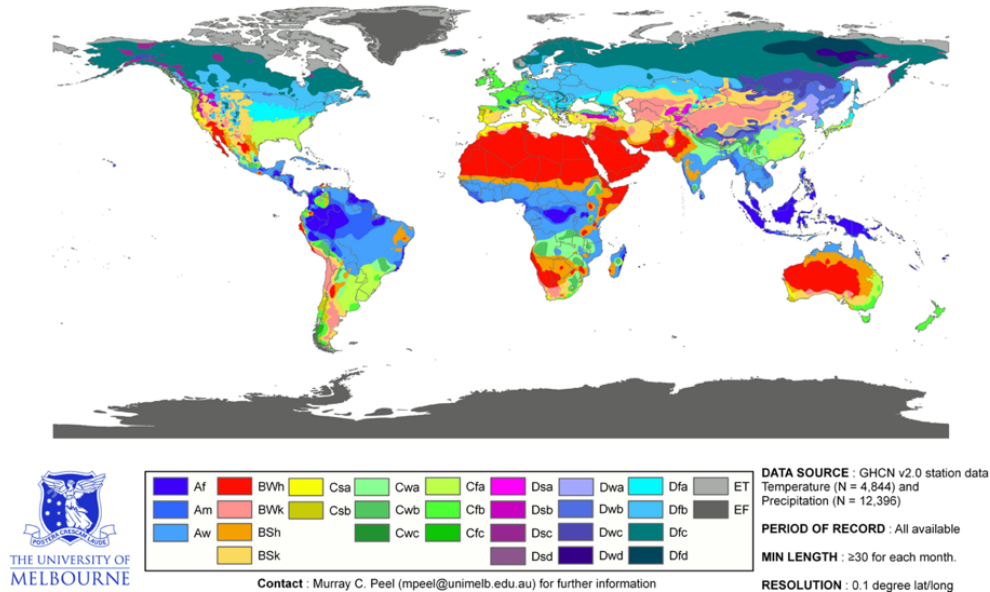 Af
Am
Aw
BWh
BWk
BSh
BSk
Csa
Csb
Cwa
Cwb
Cwc
Cfa
Cfb
Cfc
Dsa
Dsb
Dsc
Dsd
Dwa
Dwb
Dwc
Dwd
Dfa
Dfb
Dfc
Dfd
ET
EF
POSTERA CRESCAM LAUDE
THE UNIVERSITY OF
MELBOURNE
Contact : Murray C. Peel (mpeel@unimelb.edu.au) for further information
DATA SOURCE : GHCN v2.0 station data
Temperature (N = 4,844) and
Precipitation (N = 12,396)
PERIOD OF RECORD : All available
MIN LENGTH : ≥30 for each month.
RESOLUTION : 0.1 degree lat/long